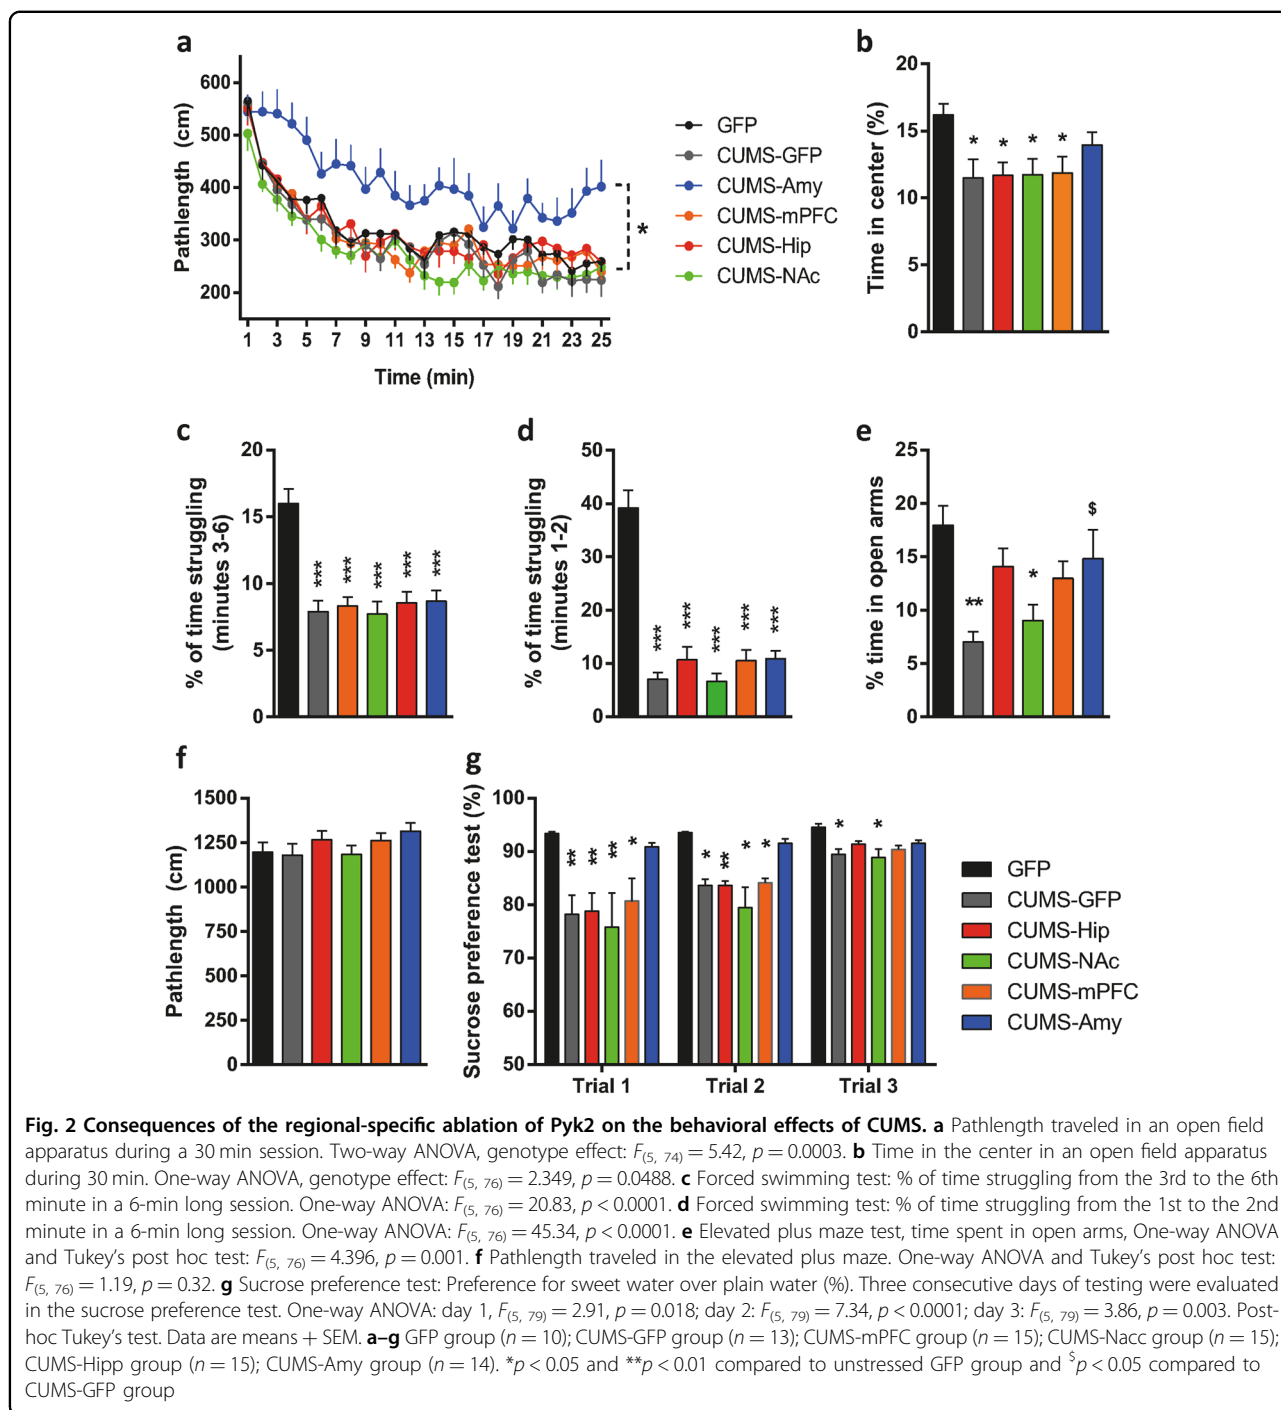 a
Pathlength (cm)
600
500
400
300
200
1 3 5 7 9 11 13 15 17 19 21 23 25
Time (min)
*
GFP
CUMS-GFP
CUMS-Amy
CUMS-mPFC
CUMS-Hip
CUMS-NAc
b
Time in center (%)
20
15
10
5
0
* * * *
c
% of time struggling
(minutes 3-6)
20
15
10
5
0
*** *** *** *** ***
d
% of time struggling
(minutes 1-2)
50
40
30
20
10
0
*** *** *** *** ***
e
% time in open arms
25
20
15
10
5
0
** * $
f
Pathlength (cm)
1500
1250
1000
750
500
250
0
g
Sucrose preference test (%)
100
90
80
70
60
50
** ** ** *
* ** * *
* *
Trial 1 Trial 2 Trial 3
GFP
CUMS-GFP
CUMS-Hip
CUMS-NAc
CUMS-mPFC
CUMS-Amy
Fig. 2 Consequences of the regional-specific ablation of Pyk2 on the behavioral effects of CUMS. a Pathlength traveled in an open field
apparatus during a 30 min session. Two-way ANOVA, genotype effect: F(5, 74) = 5.42, p = 0.0003. b Time in the center in an open field apparatus
during 30 min. One-way ANOVA, genotype effect: F(5, 76) = 2.349, p = 0.0488. c Forced swimming test: % of time struggling from the 3rd to the 6th
minute in a 6-min long session. One-way ANOVA: F(5, 76) = 20.83, p < 0.0001. d Forced swimming test: % of time struggling from the 1st to the 2nd
minute in a 6-min long session. One-way ANOVA: F(5, 76) = 45.34, p < 0.0001. e Elevated plus maze test, time spent in open arms, One-way ANOVA
and Tukey's post hoc test: F(5, 76) = 4.396, p = 0.001. f Pathlength traveled in the elevated plus maze. One-way ANOVA and Tukey's post hoc test:
F(5, 76) = 1.19, p = 0.32. g Sucrose preference test: Preference for sweet water over plain water (%). Three consecutive days of testing were evaluated
in the sucrose preference test. One-way ANOVA: day 1, F(5, 79) = 2.91, p = 0.018; day 2: F(5, 79) = 7.34, p < 0.0001; day 3: F(5, 79) = 3.86, p = 0.003. Post-
hoc Tukey's test. Data are means + SEM. a–g GFP group (n = 10); CUMS-GFP group (n = 13); CUMS-mPFC group (n = 15); CUMS-Nacc group (n = 15);
CUMS-Hipp group (n = 15); CUMS-Amy group (n = 14). *p < 0.05 and **p < 0.01 compared to unstressed GFP group and $p < 0.05 compared to
CUMS-GFP group